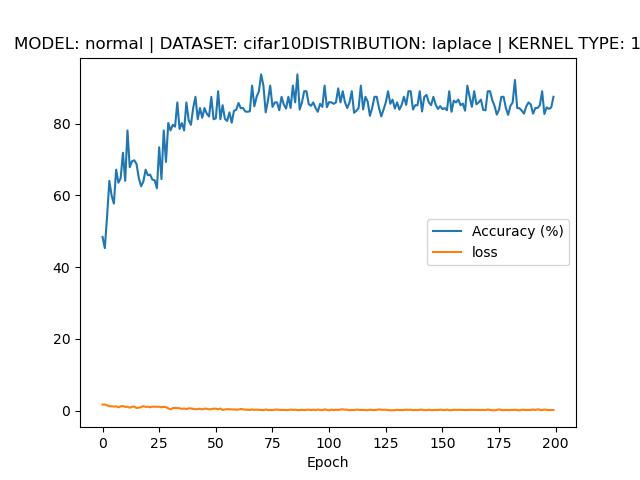 MODEL: normal | DATASET: cifar10DISTRIBUTION: laplace | KERNEL TYPE: 1
80
60
40
20
0
Accuracy (%)
loss
0 25 50 75 100 125 150 175 200
Epoch